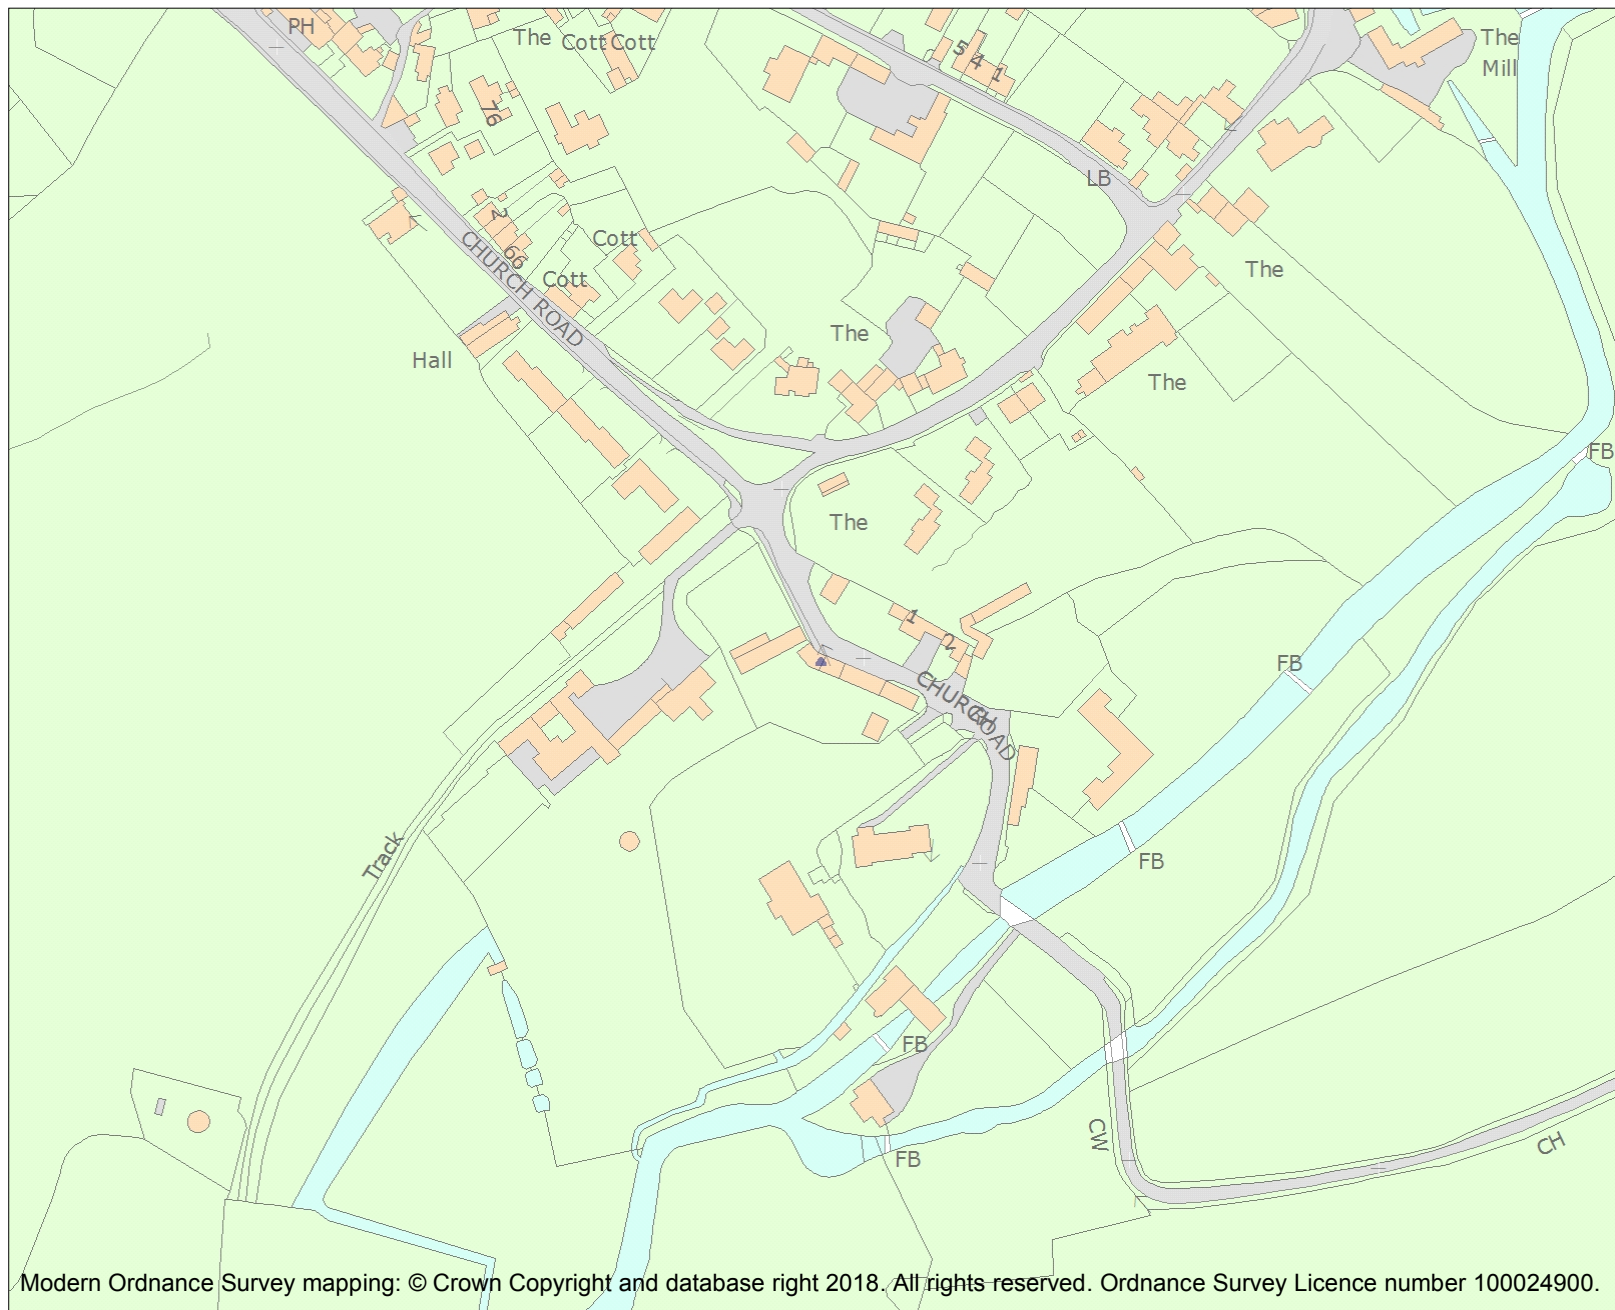 PH
The
Cott
Cott
The
Mill
5
4
1
76
LB
2
66
Cott
Cott
CHURCH ROAD
The
The
Hall
The
The
FB
1
2
FB
CHURCH
ROAD
FB
Track
FB
CW
CH
FB
Modern Ordnance Survey mapping: © Crown Copyright and database right 2018. All rights reserved. Ordnance Survey Licence number 100024900.